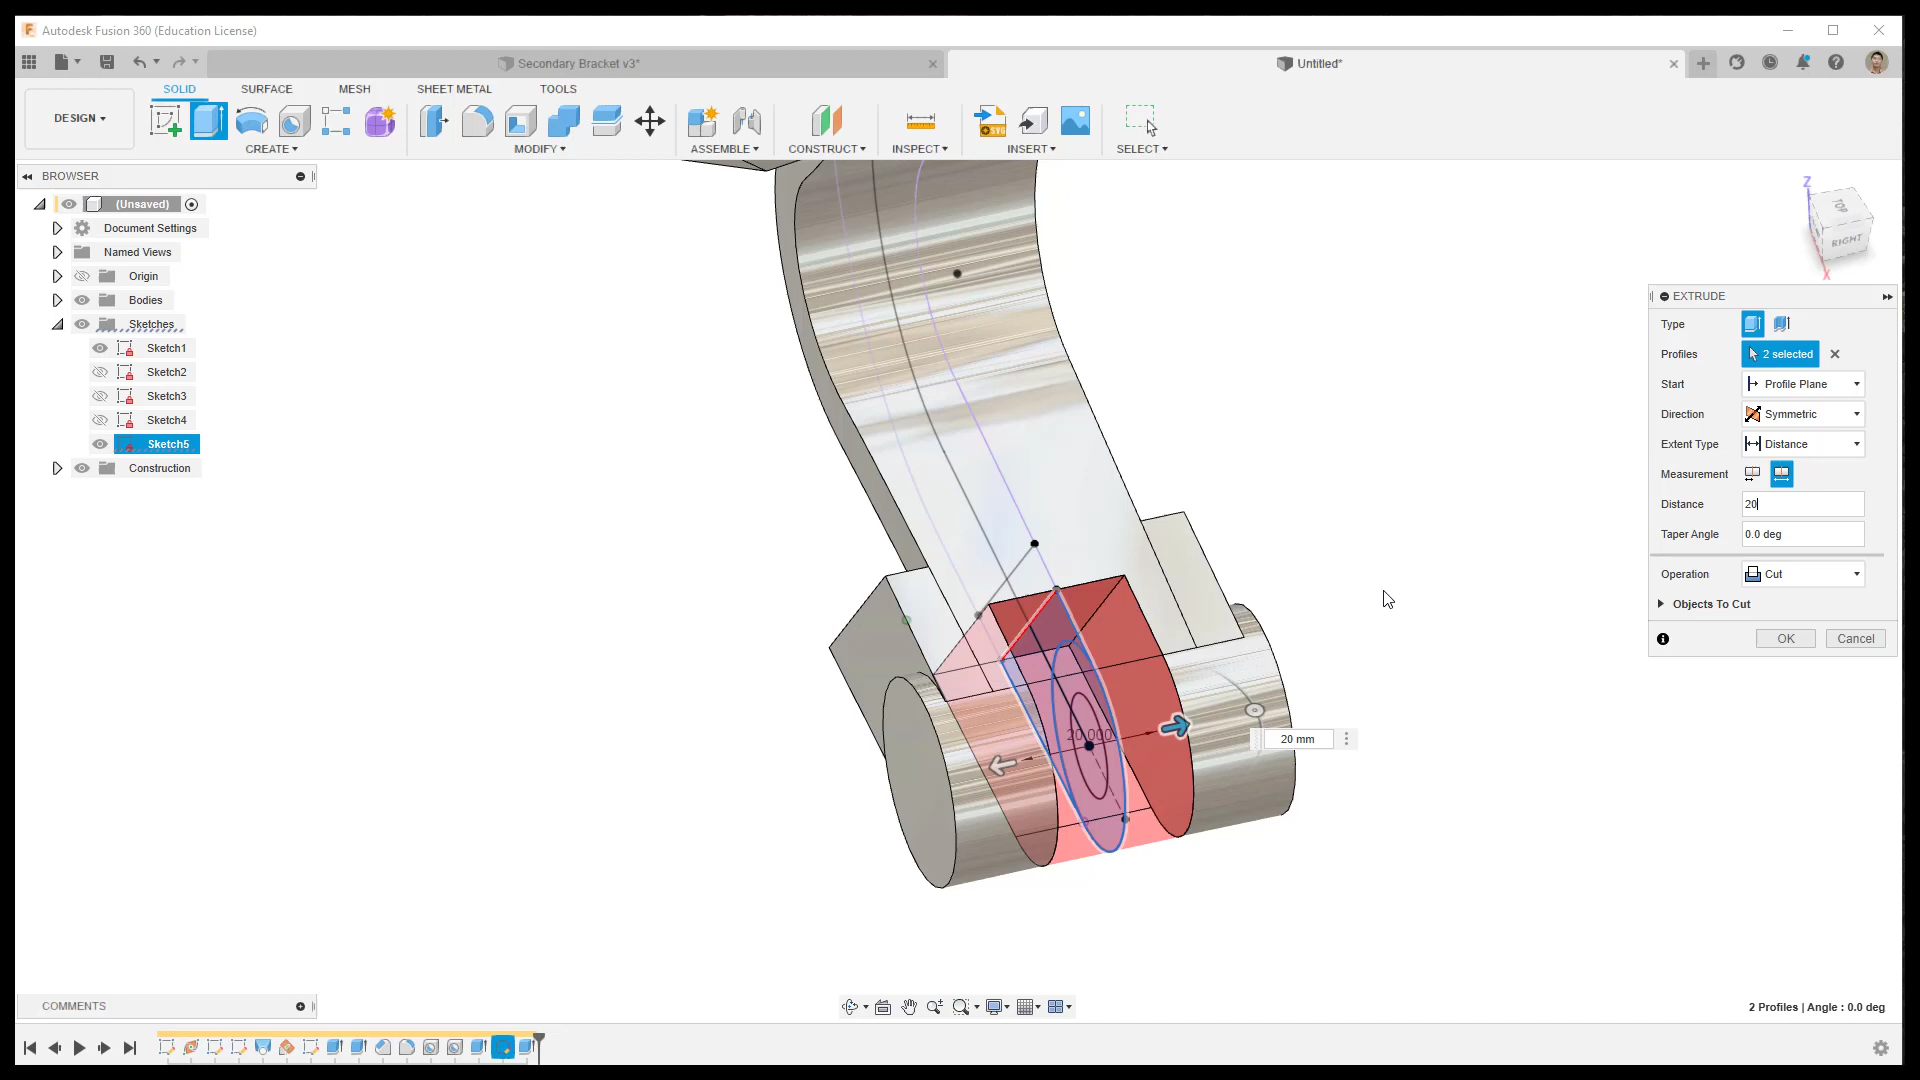 Autodesk Fusion 360 (Education License)
Secondary Bracket v3*
Untitled*
SOLID SURFACE MESH SHEET METAL TOOLS
DESIGN
CREATE MODIFY ASSEMBLE CONSTRUCT INSPECT INSERT SELECT
BROWSER
(Unsaved)
Document Settings
Named Views
Origin
Bodies
Sketches
Sketch1
Sketch2
Sketch3
Sketch4
Sketch5
Construction
Z
TOP
RIGHT
X
EXTRUDE
Type
Profiles 2 selected
Start Profile Plane
Direction Symmetric
Extent Type Distance
Measurement
Distance 20
Taper Angle 0.0 deg
Operation Cut
Objects To Cut
OK Cancel
20.000
20 mm
COMMENTS
2 Profiles | Angle : 0.0 deg